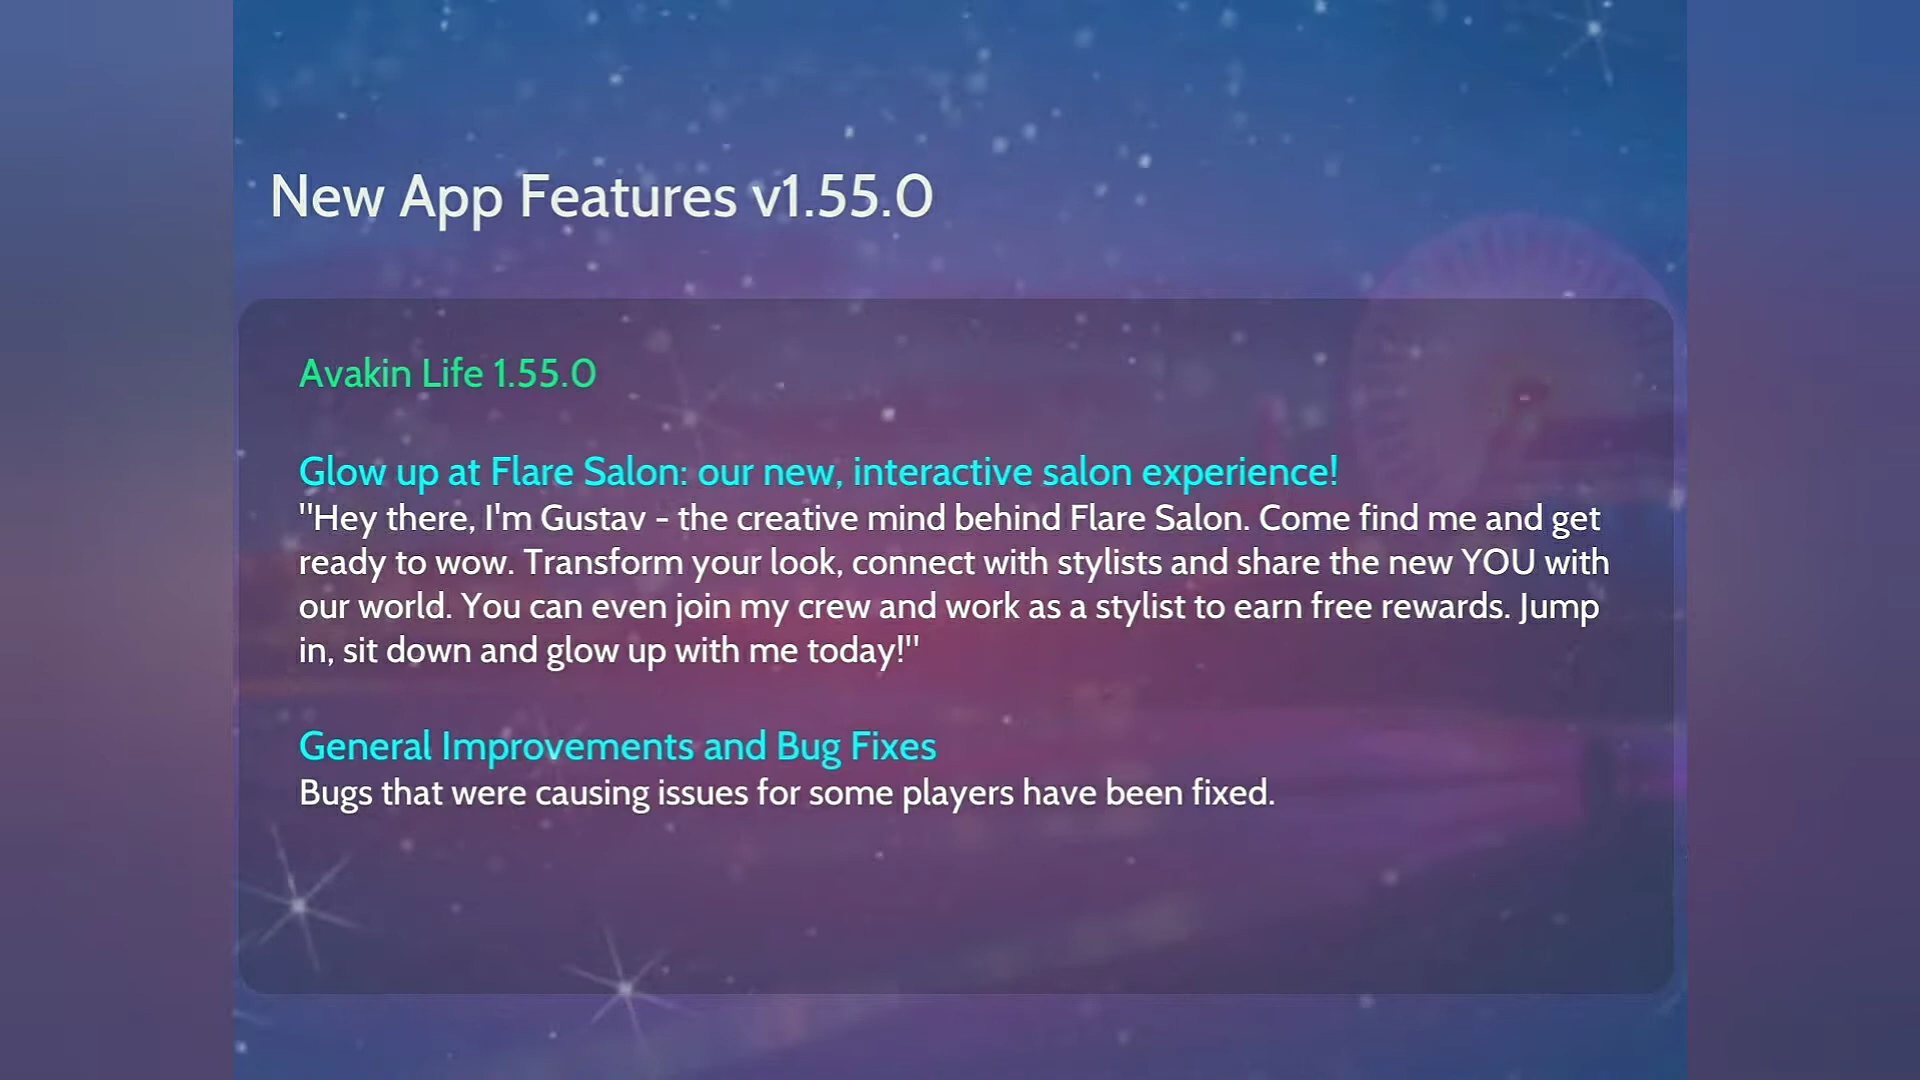 New App Features v1.55.0
Avakin Life 1.55.0
Glow up at Flare Salon: our new, interactive salon experience!
"Hey there, I'm Gustav - the creative mind behind Flare Salon. Come find me and get
ready to wow. Transform your look, connect with stylists and share the new YOU with
our world. You can even join my crew and work as a stylist to earn free rewards. Jump
in, sit down and glow up with me today!"
General Improvements and Bug Fixes
Bugs that were causing issues for some players have been fixed.